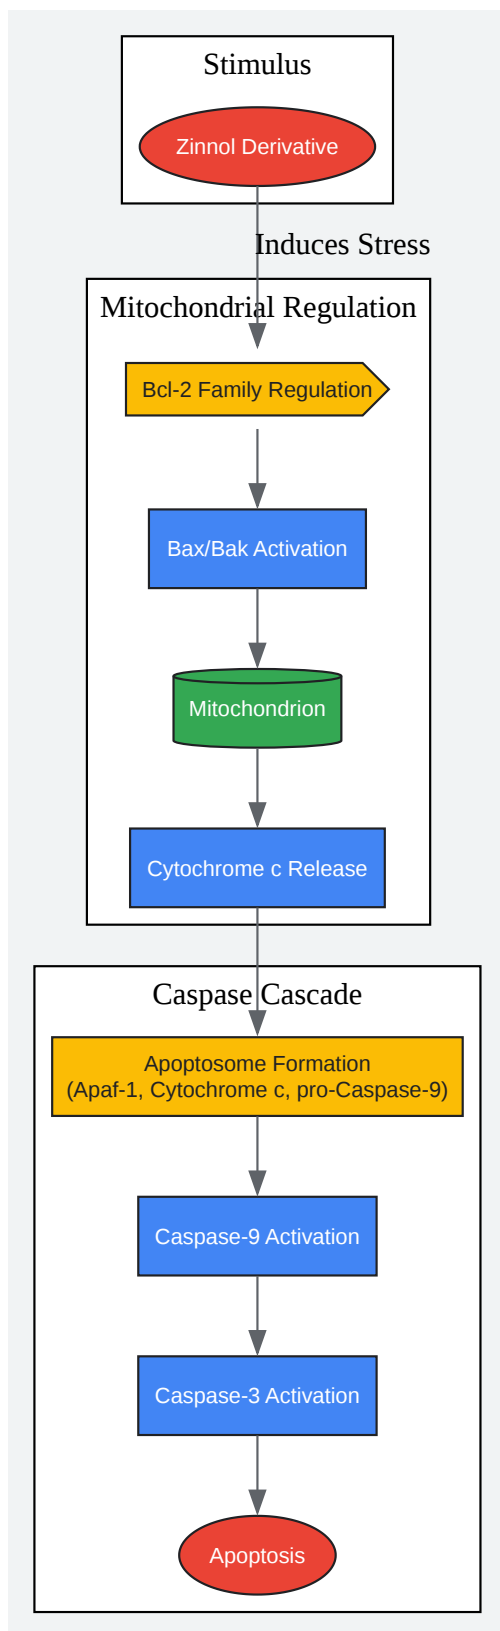 Stimulus
Zinnol Derivative
Induces Stress
Mitochondrial Regulation
Bcl-2 Family Regulation
Bax/Bak Activation
Mitochondrion
Cytochrome c Release
Caspase Cascade
Apoptosome Formation
(Apaf-1, Cytochrome c, pro-Caspase-9)
Caspase-9 Activation
Caspase-3 Activation
Apoptosis